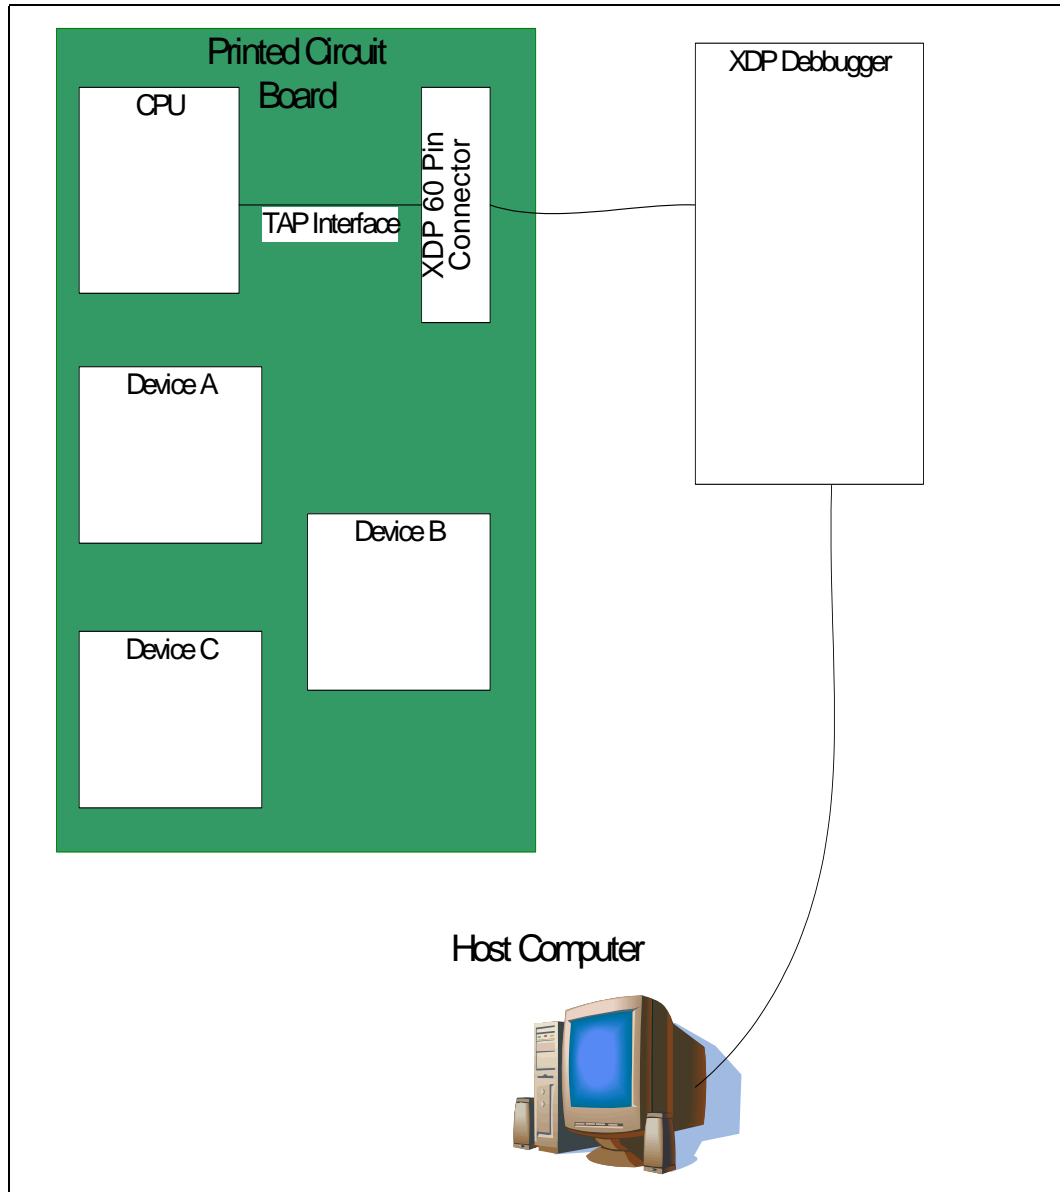 Printed Circuit
Board
CPU
XDP 60 Pin
Connector
TAP Interface
XDP Debbugger
Device A
Device B
Device C
Host Computer